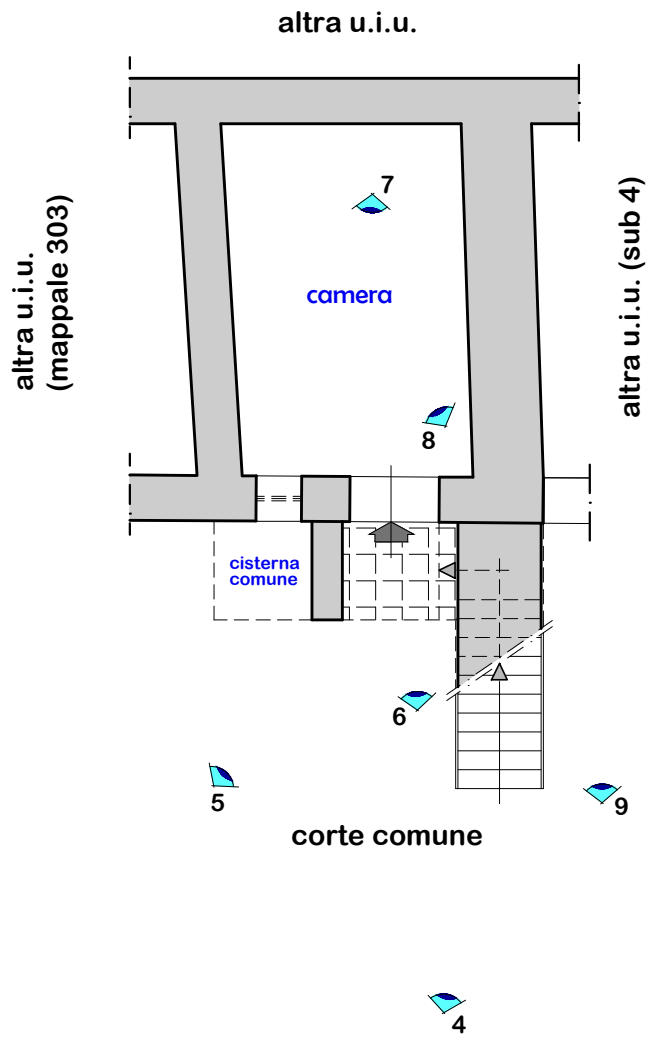 altra u.i.u.
altra u.i.u.
(mappale 303)
7
camera
altra u.i.u. (sub 4)
8
cisterna
comune
6
5
9
corte comune
4